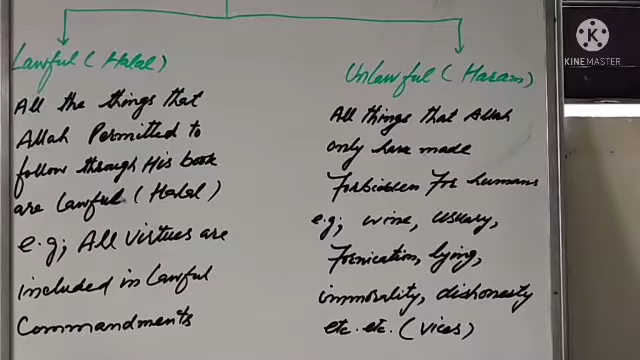 Lawful (Halal)
All the things that
Allah Permitted to
follow through His book
are lawful (Halal)
e.g; All virtues are
included in Lawful
Commandments
Unlawful (Haram)
All things that Allah
only have made
Forbidden For humans
e.g; wine, usuary,
Fornication, lying,
immorality, dishonesty
etc. etc. (vices)
KINEMASTER